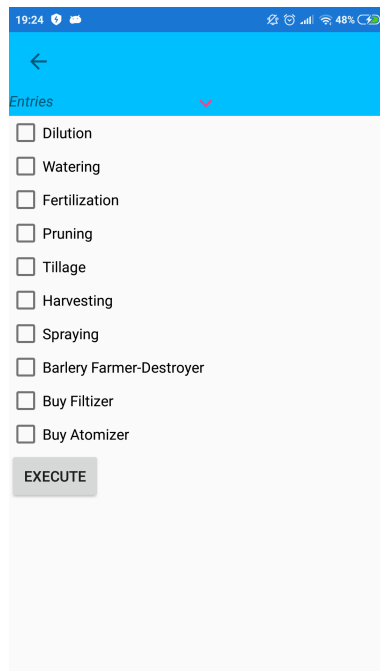 19:24 48%
Entries
Dilution
Watering
Fertilization
Pruning
Tillage
Harvesting
Spraying
Barlery Farmer-Destroyer
Buy Filtizer
Buy Atomizer
EXECUTE